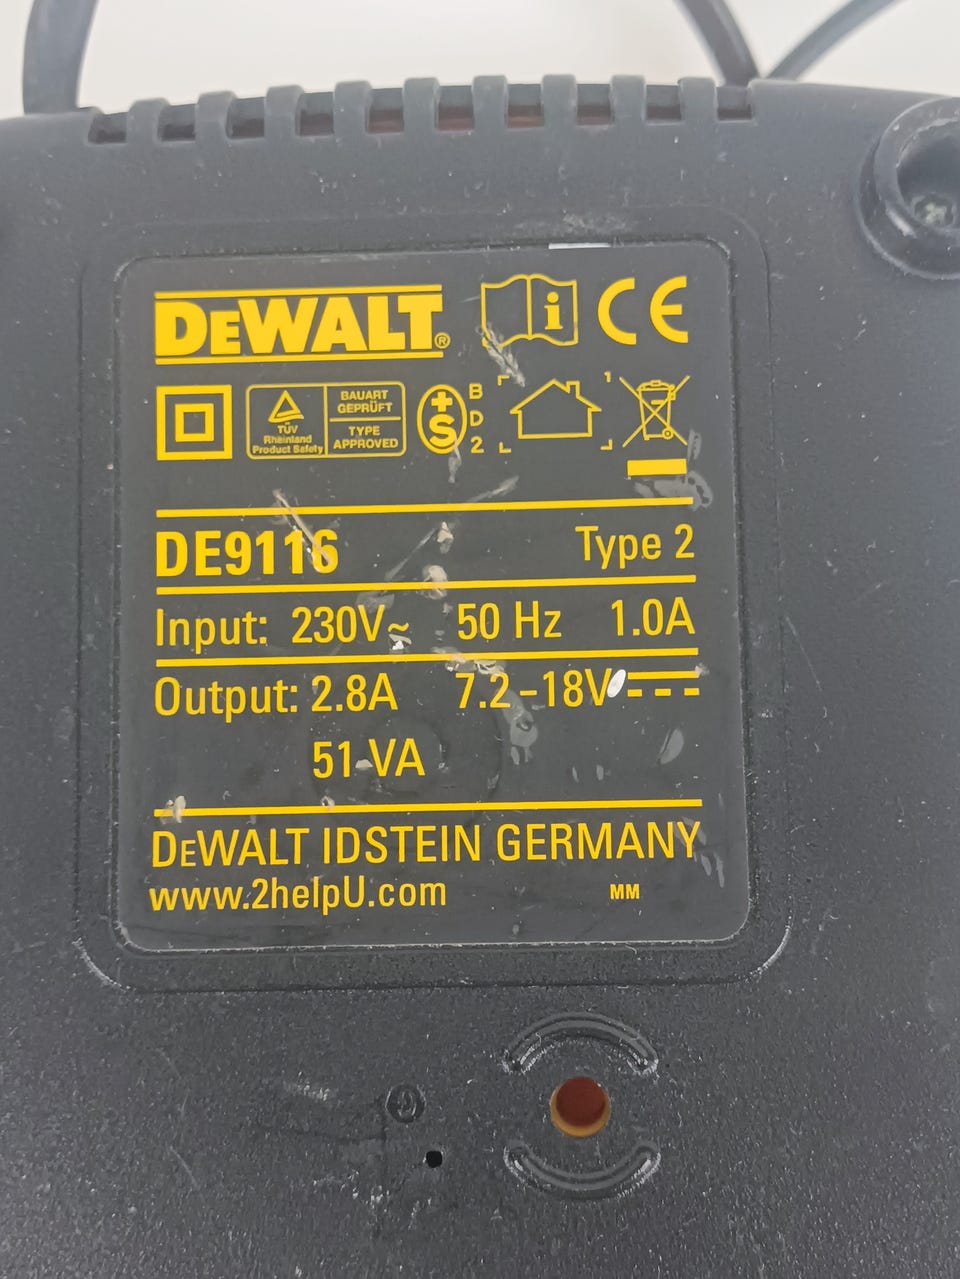 DEWALT®
i CE
TÜV
Rheinland
Product Safety
BAUART
GEPRÜFT
TYPE
APPROVED
+S
B
D
2
DE9116 Type 2
Input: 230V~ 50 Hz 1.0A
Output: 2.8A 7.2-18V
51 VA
DEWALT IDSTEIN GERMANY
www.2helpU.com MM